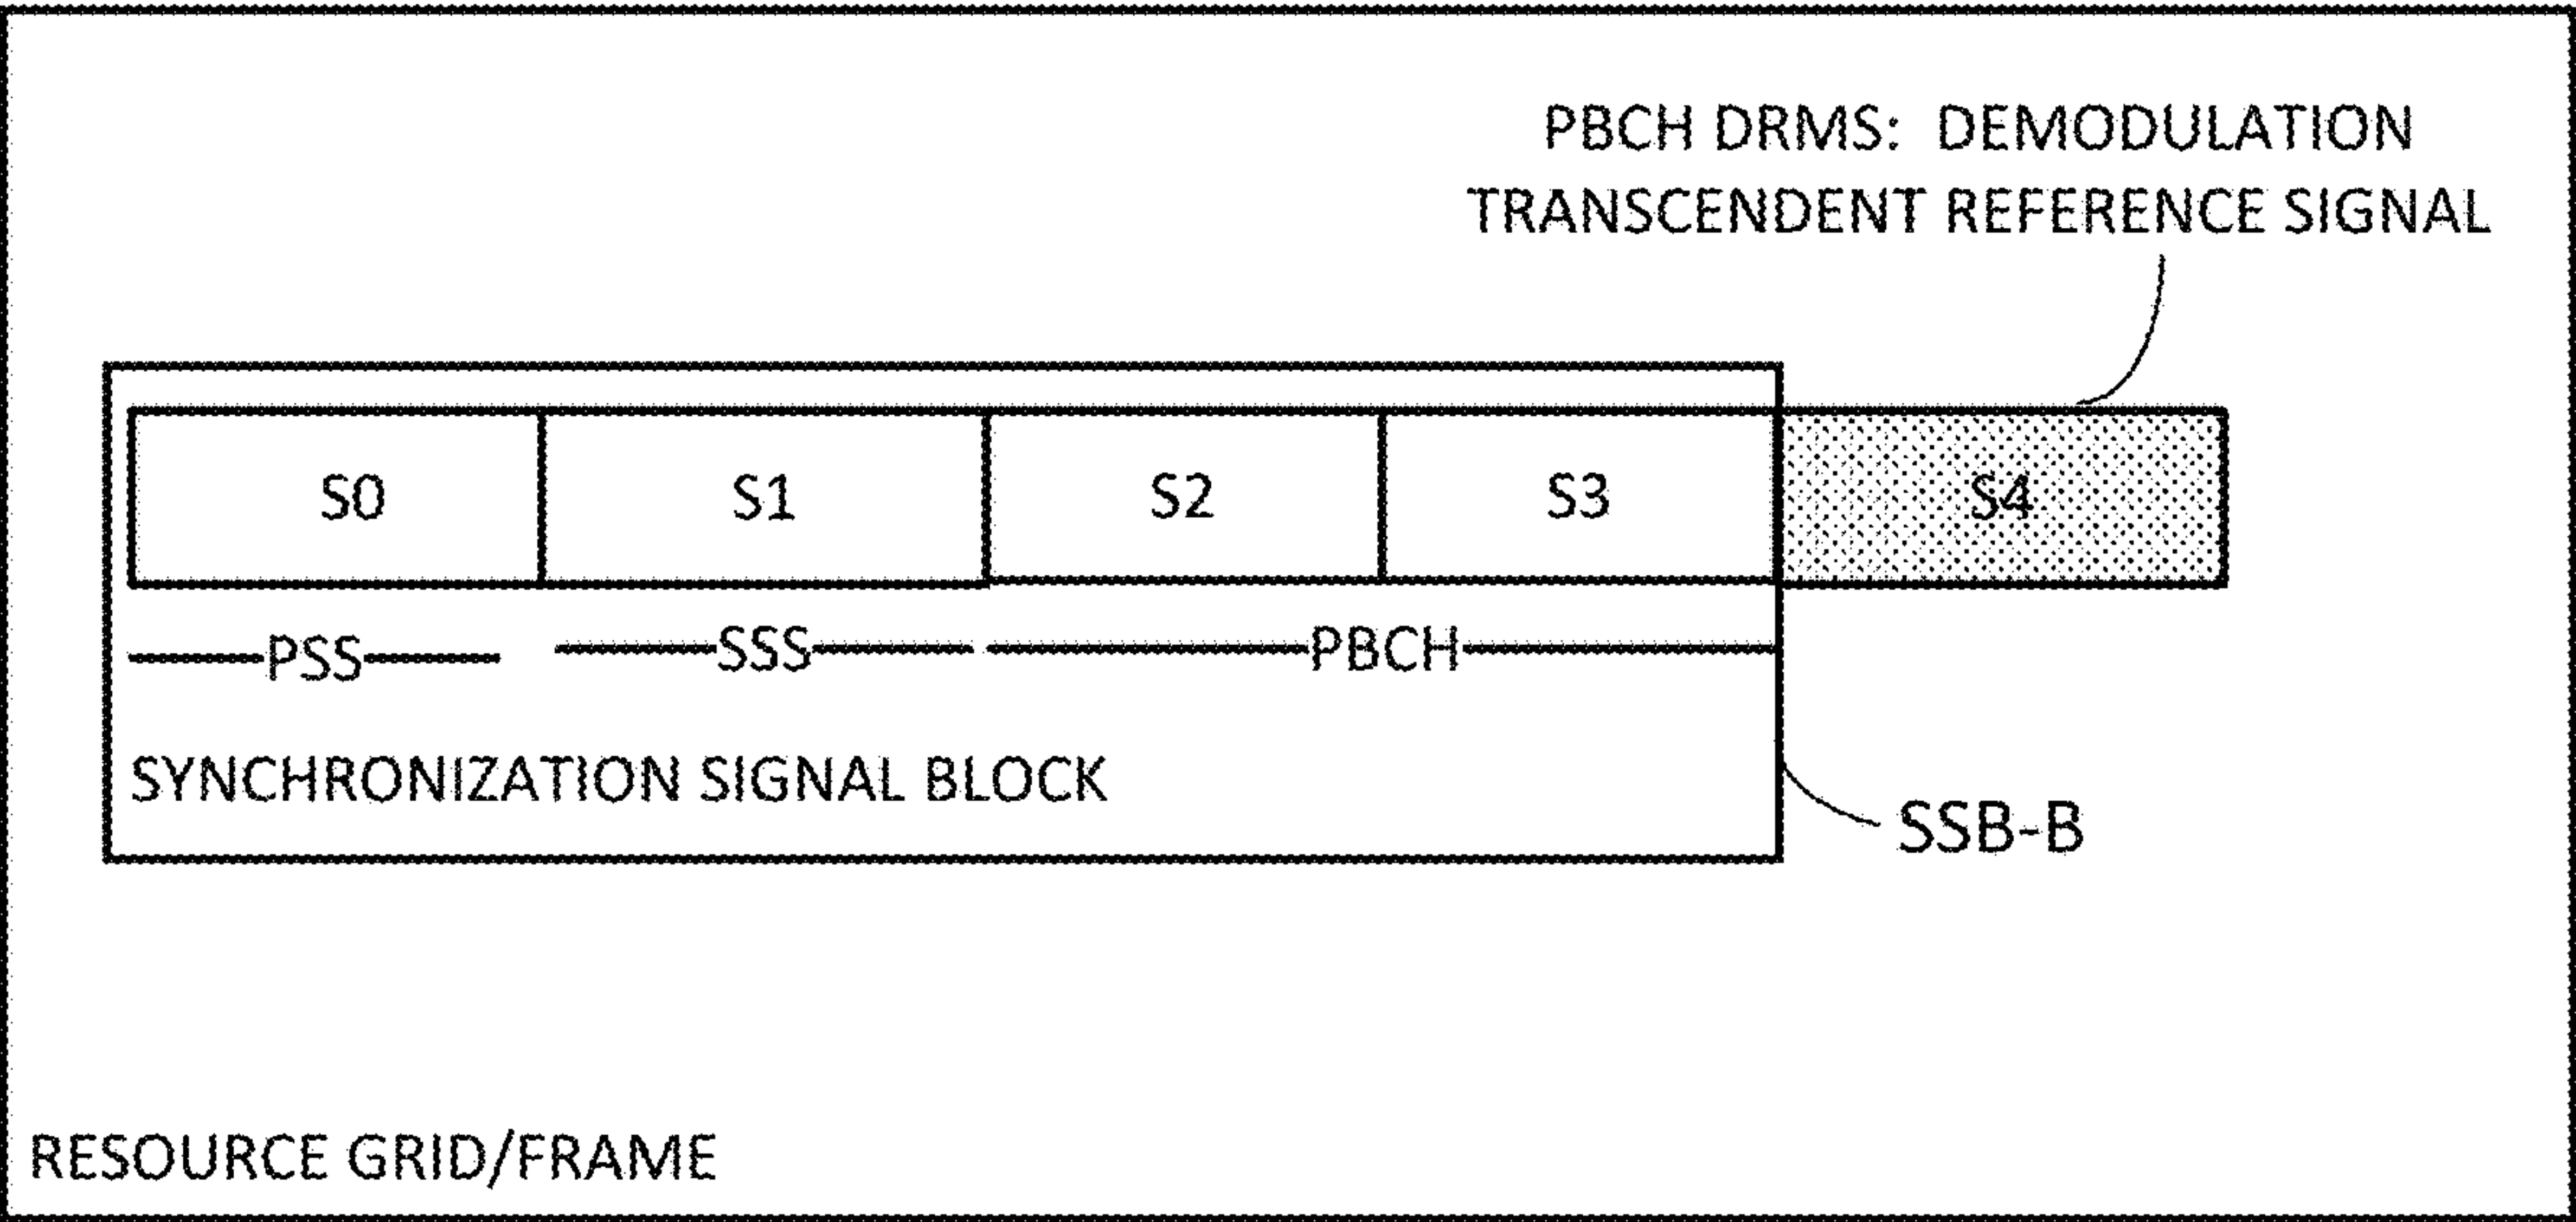 PBCH DRMS: DEMODULATION
TRANSCENDENT REFERENCE SIGNAL
S0 S1 S2 S3 S4
PSS SSS PBCH
SYNCHRONIZATION SIGNAL BLOCK
SSB-B
RESOURCE GRID/FRAME